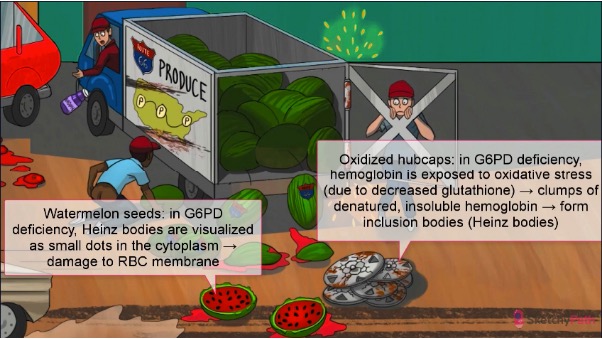 ROUTE
G6
PRODUCE
P P P
Oxidized hubcaps: in G6PD deficiency,
hemoglobin is exposed to oxidative stress
(due to decreased glutathione) → clumps of
denatured, insoluble hemoglobin → form
inclusion bodies (Heinz bodies)
Watermelon seeds: in G6PD
deficiency, Heinz bodies are visualized
as small dots in the cytoplasm →
damage to RBC membrane